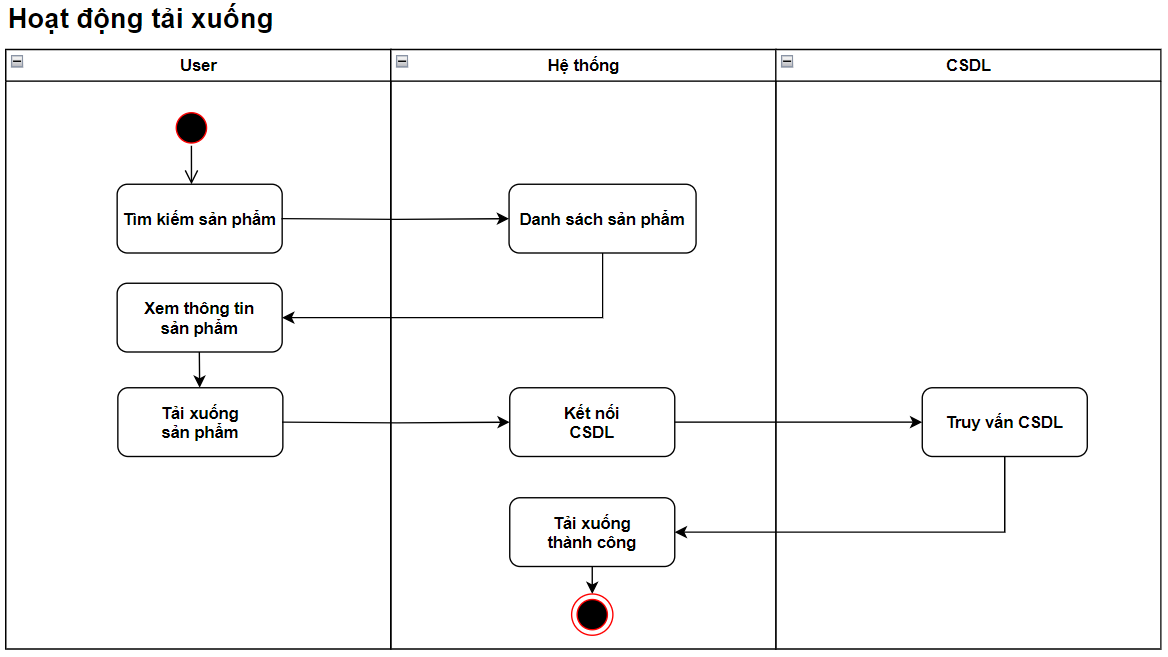 Hoạt động tải xuống
User
Hệ thống
CSDL
Tìm kiếm sản phẩm
Danh sách sản phẩm
Xem thông tin
sản phẩm
Tải xuống
sản phẩm
Kết nối
CSDL
Truy vấn CSDL
Tải xuống
thành công